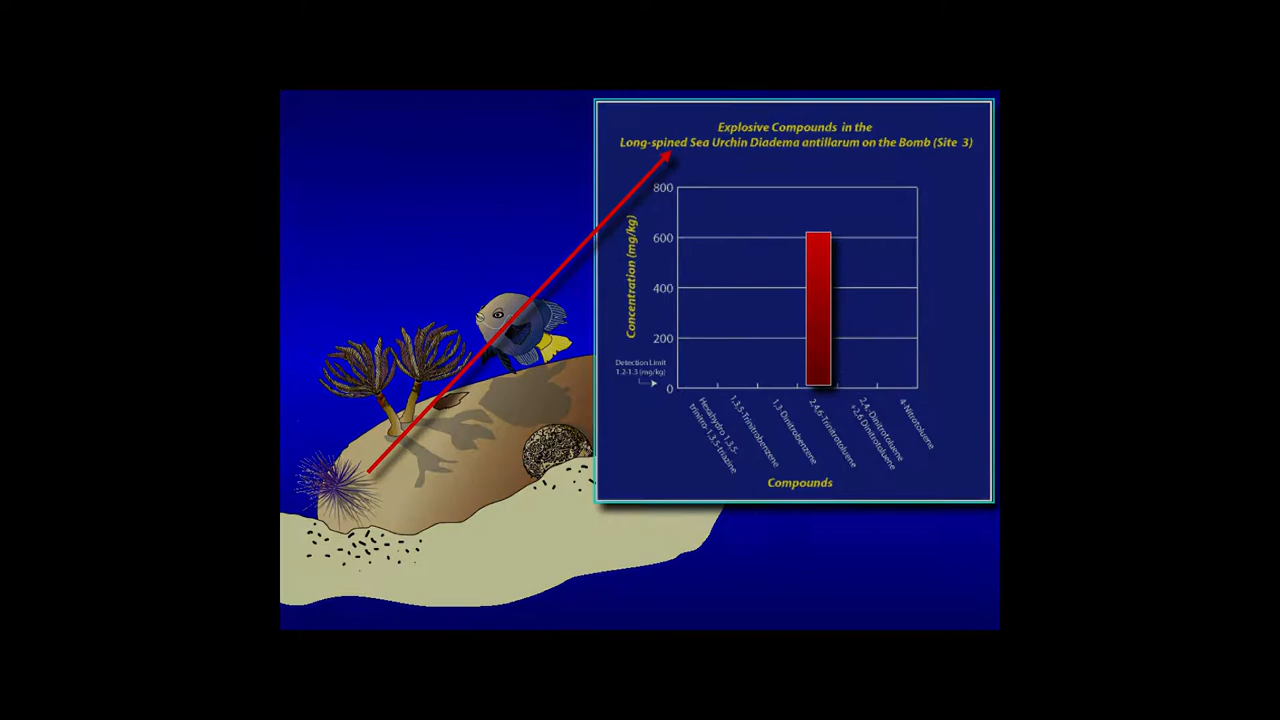 Explosive Compounds in the
Long-spined Sea Urchin Diadema antillarum on the Bomb (Site 3)
Concentration (mg/kg)
800
600
400
200
0
Detection Limit
1.2-1.3 (mg/kg)
Hexahydro 1,3,5-
trinitro-1,3,5-triazine
1,3,5-Trinitrobenzene
1,3-Dinitrobenzene
2,4,6-Trinitrotoluene
2,4,-Dinitrotoluene
+2,6 Dinitrotoluene
4-Nitrotoluene
Compounds